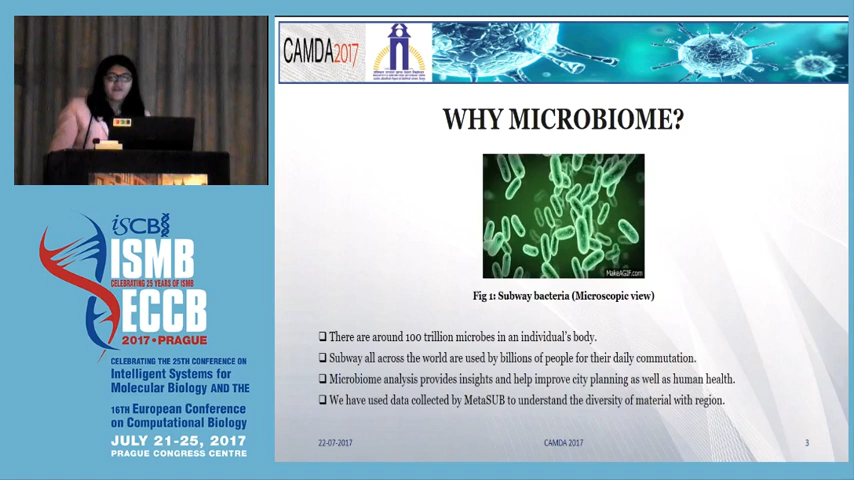 CAMDA2017
WHY MICROBIOME?
MakeAGIF.com
Fig 1: Subway bacteria (Microscopic view)
❑ There are around 100 trillion microbes in an individual's body.
❑ Subway all across the world are used by billions of people for their daily commutation.
❑ Microbiome analysis provides insights and help improve city planning as well as human health.
❑ We have used data collected by MetaSUB to understand the diversity of material with region.
22-07-2017
CAMDA 2017
3
iSCB
ISMB
CELEBRATING 25 YEARS OF ISMB
ECCB
2017 • PRAGUE
CELEBRATING THE 25TH CONFERENCE ON
Intelligent Systems for
Molecular Biology AND THE
16TH European Conference
on Computational Biology
JULY 21-25, 2017
PRAGUE CONGRESS CENTRE